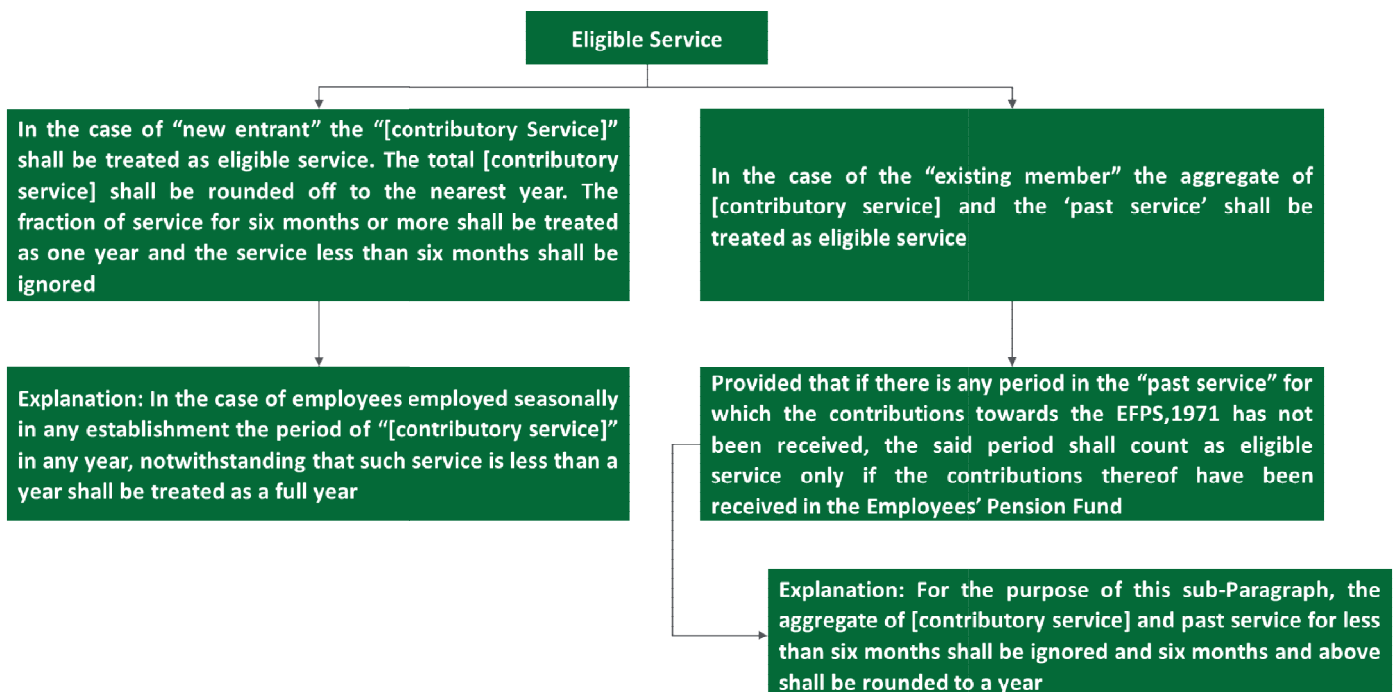 Eligible Service
In the case of “new entrant” the “[contributory Service]”
shall be treated as eligible service. The total [contributory
service] shall be rounded off to the nearest year. The
fraction of service for six months or more shall be treated
as one year and the service less than six months shall be
ignored
In the case of the “existing member” the aggregate of
[contributory service] and the ‘past service’ shall be
treated as eligible service
Explanation: In the case of employees employed seasonally
in any establishment the period of “[contributory service]”
in any year, notwithstanding that such service is less than a
year shall be treated as a full year
Provided that if there is any period in the “past service” for
which the contributions towards the EFPS,1971 has not
been received, the said period shall count as eligible
service only if the contributions thereof have been
received in the Employees’ Pension Fund
Explanation: For the purpose of this sub-Paragraph, the
aggregate of [contributory service] and past service for less
than six months shall be ignored and six months and above
shall be rounded to a year